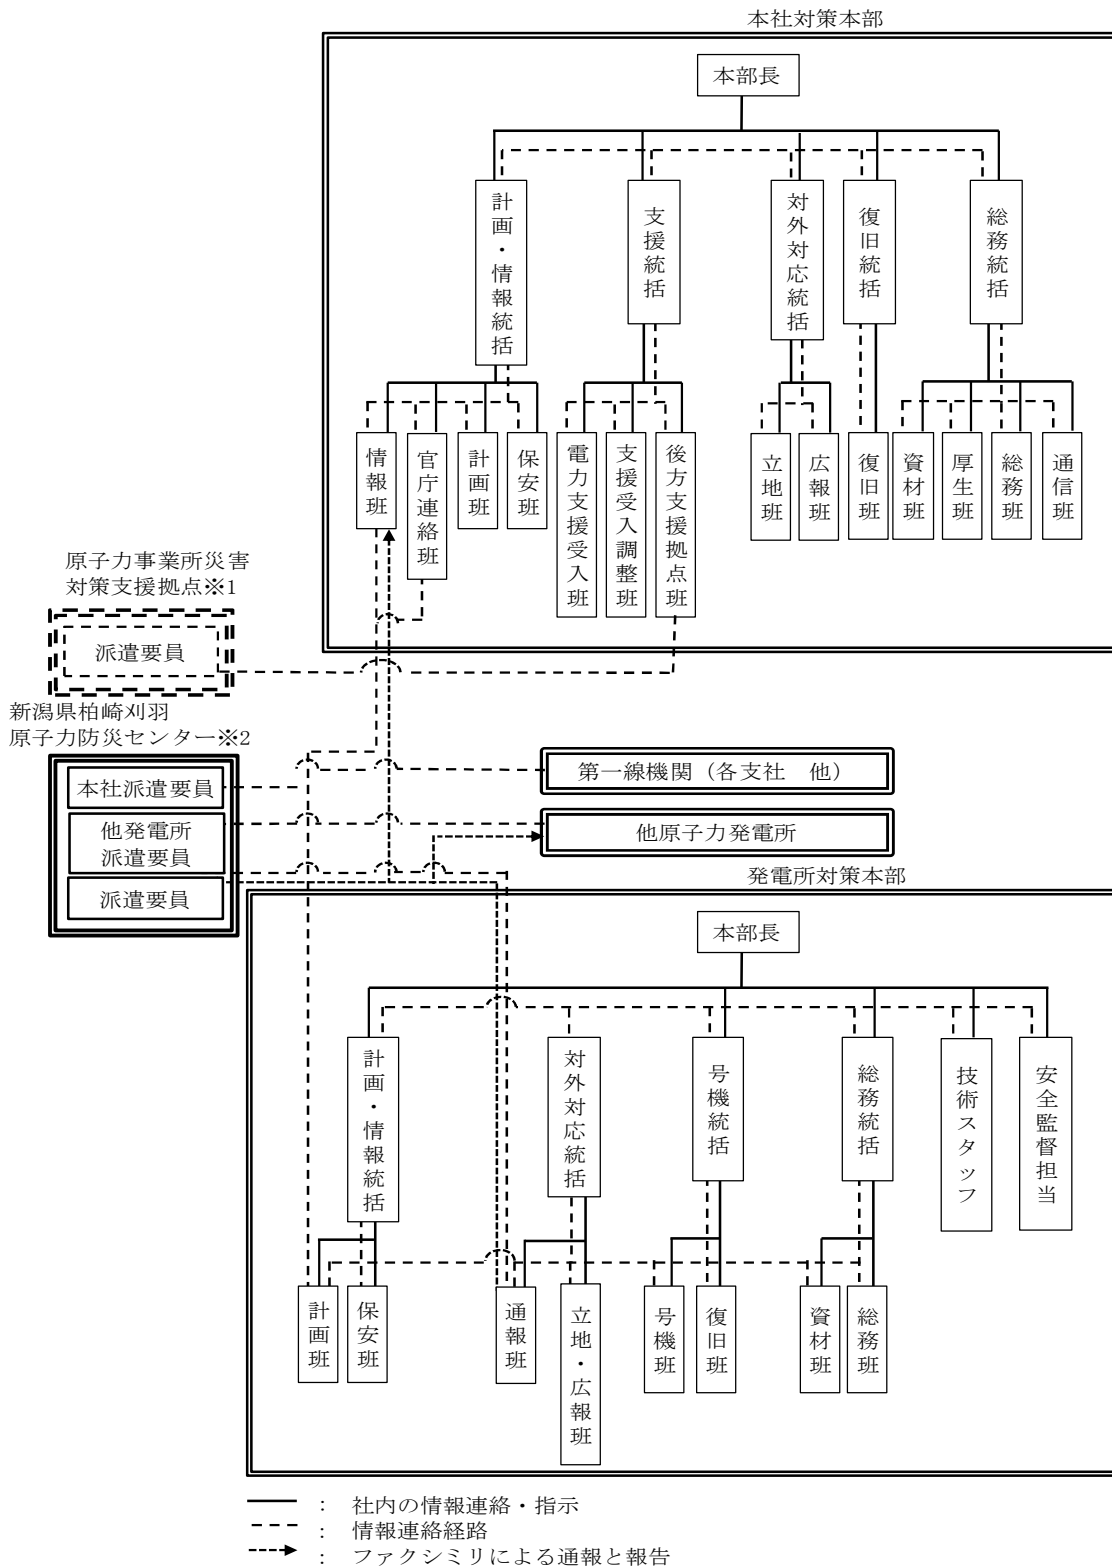 本社対策本部
本部長
計画・情報統括
支援統括
対外対応統括
復旧統括
総務統括
情報班
官庁連絡班
計画班
保安班
電力支援受入班
支援受入調整班
後方支援拠点班
立地班
広報班
復旧班
資材班
厚生班
総務班
通信班
原子力事業所災害
対策支援拠点※1
派遣要員
新潟県柏崎刈羽
原子力防災センター※2
本社派遣要員
他発電所
派遣要員
派遣要員
第一線機関（各支社　他）
他原子力発電所
発電所対策本部
本部長
計画・情報統括
対外対応統括
号機統括
総務統括
技術スタッフ
安全監督担当
計画班
保安班
通報班
立地・広報班
号機班
復旧班
資材班
総務班
： 社内の情報連絡・指示
： 情報連絡経路
： ファクシミリによる通報と報告